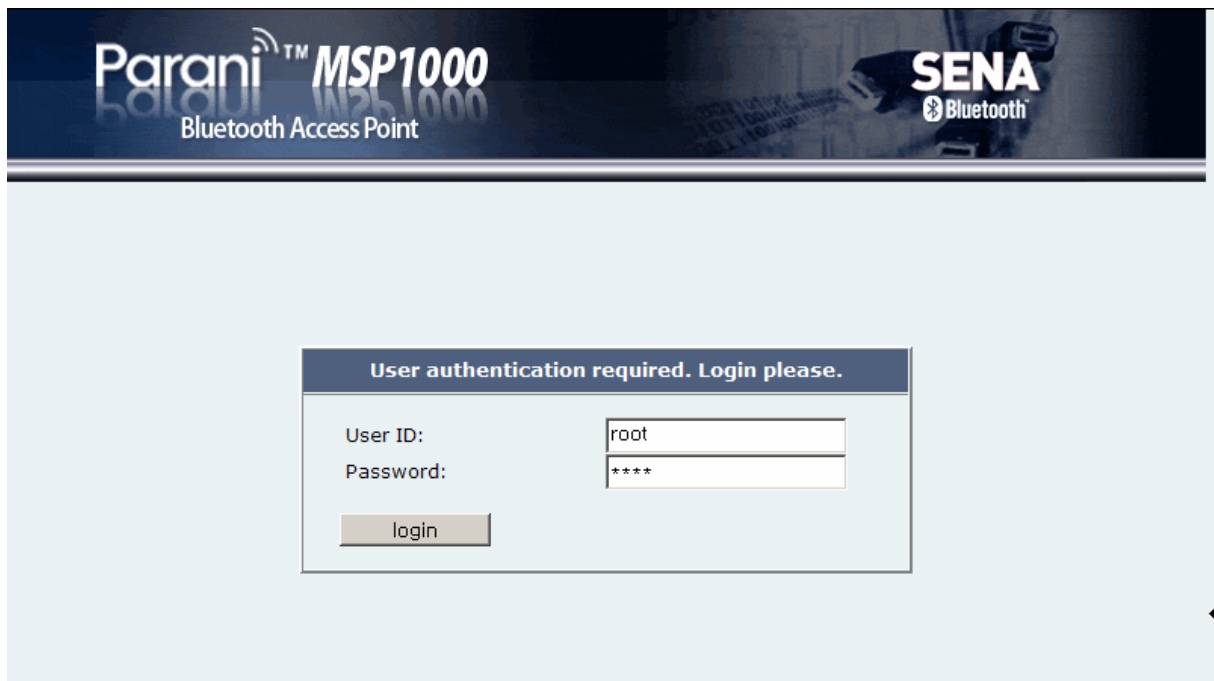 Parani™ MSP1000
Bluetooth Access Point
SENA
Bluetooth
User authentication required. Login please.
User ID: root
Password: ****
login